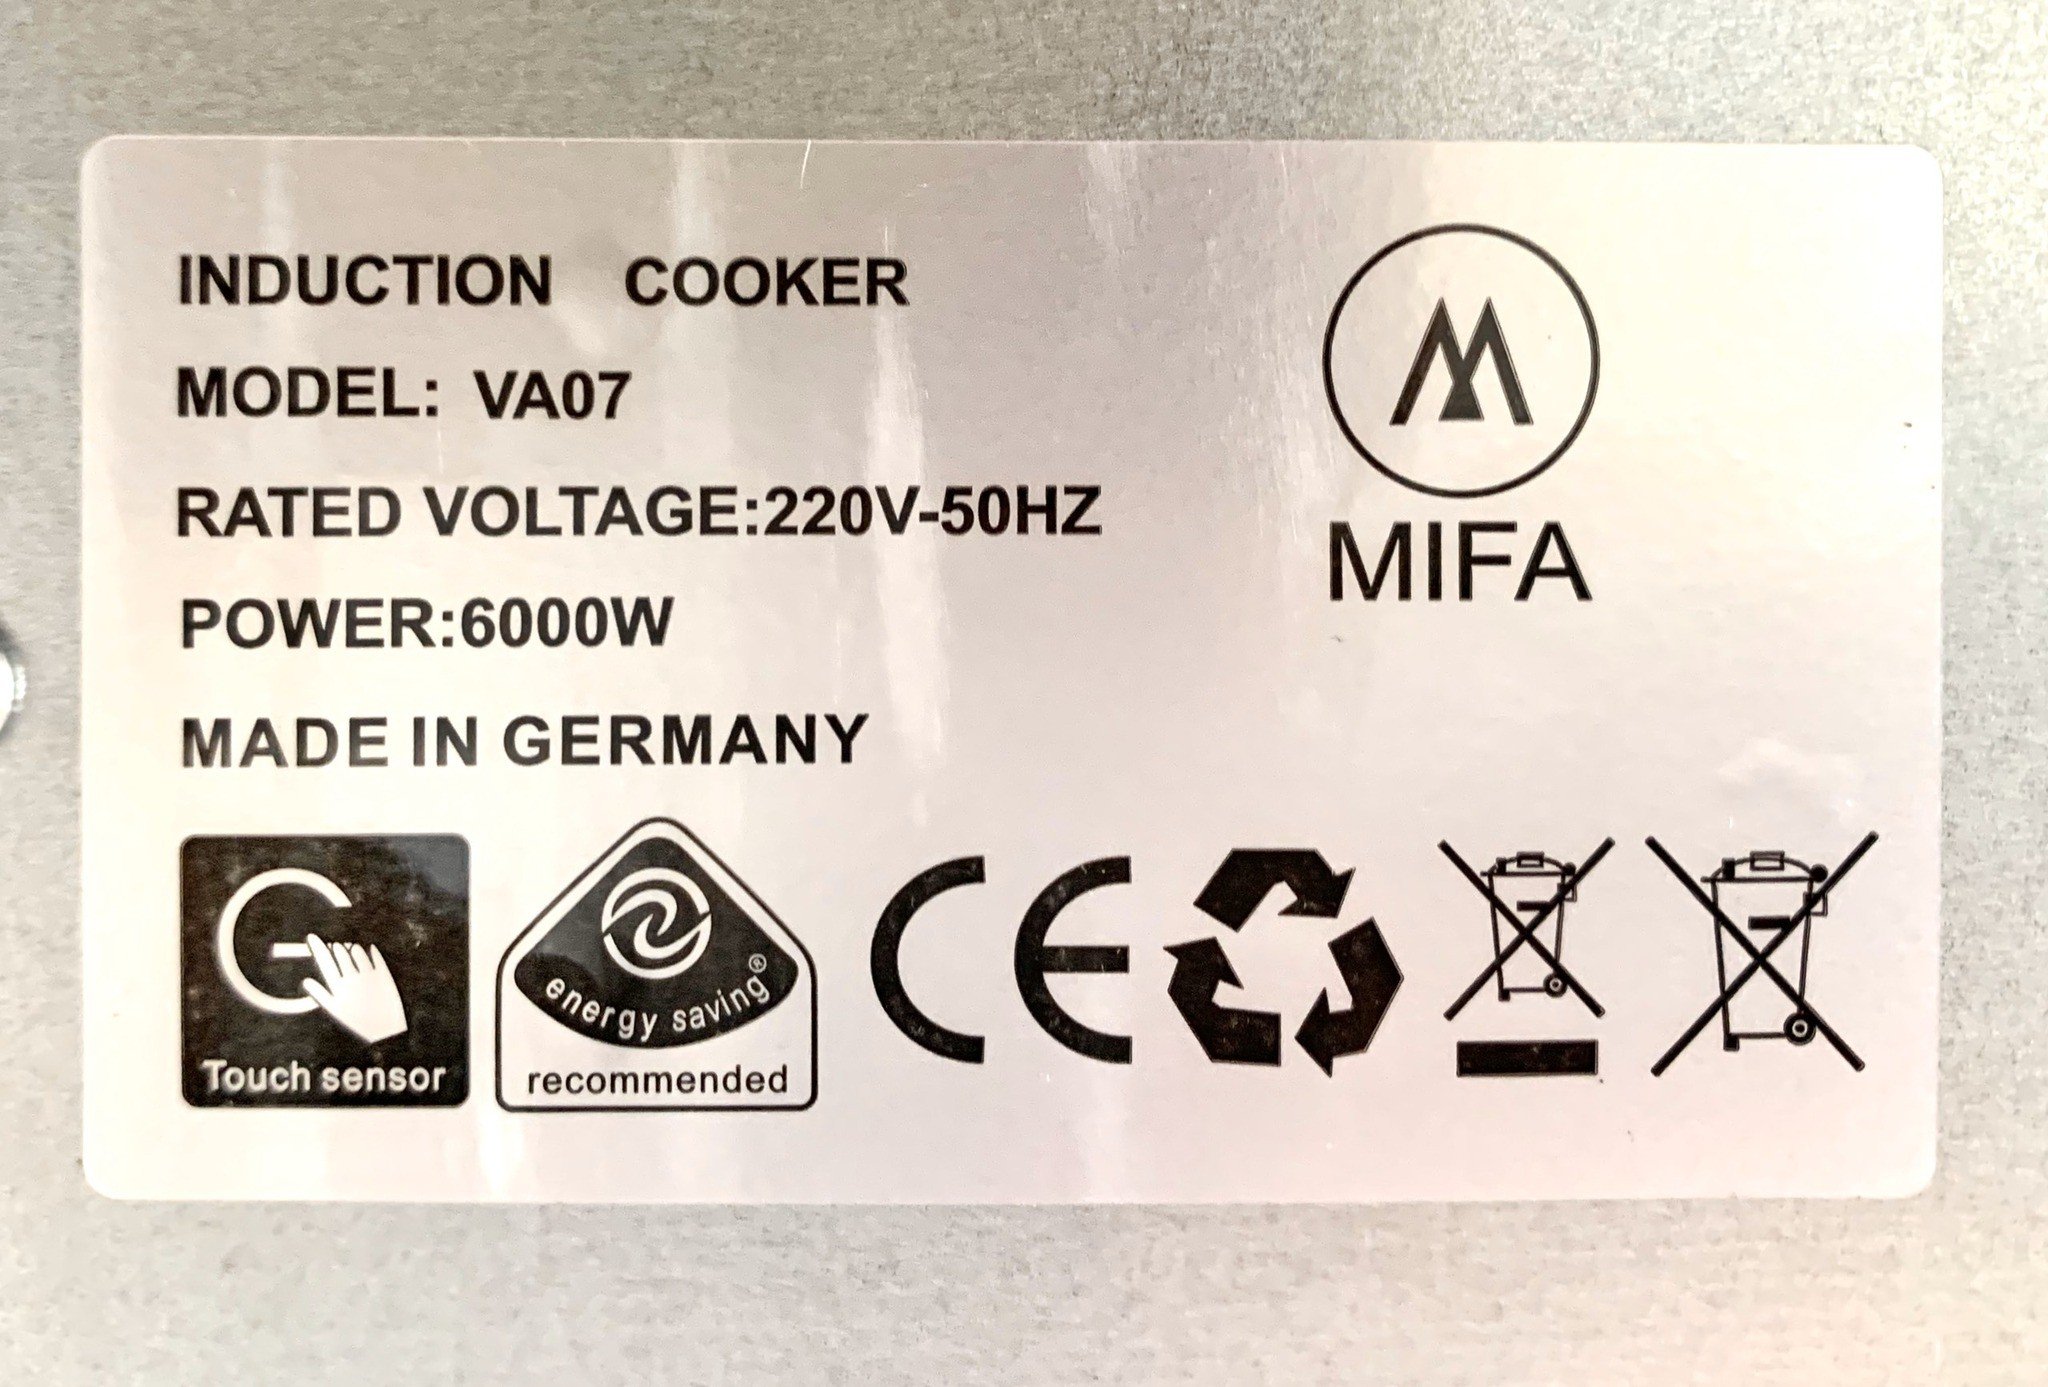 INDUCTION COOKER
MODEL: VA07
RATED VOLTAGE:220V-50HZ
POWER:6000W
MADE IN GERMANY
MIFA
Touch sensor
energy saving®
recommended
CE